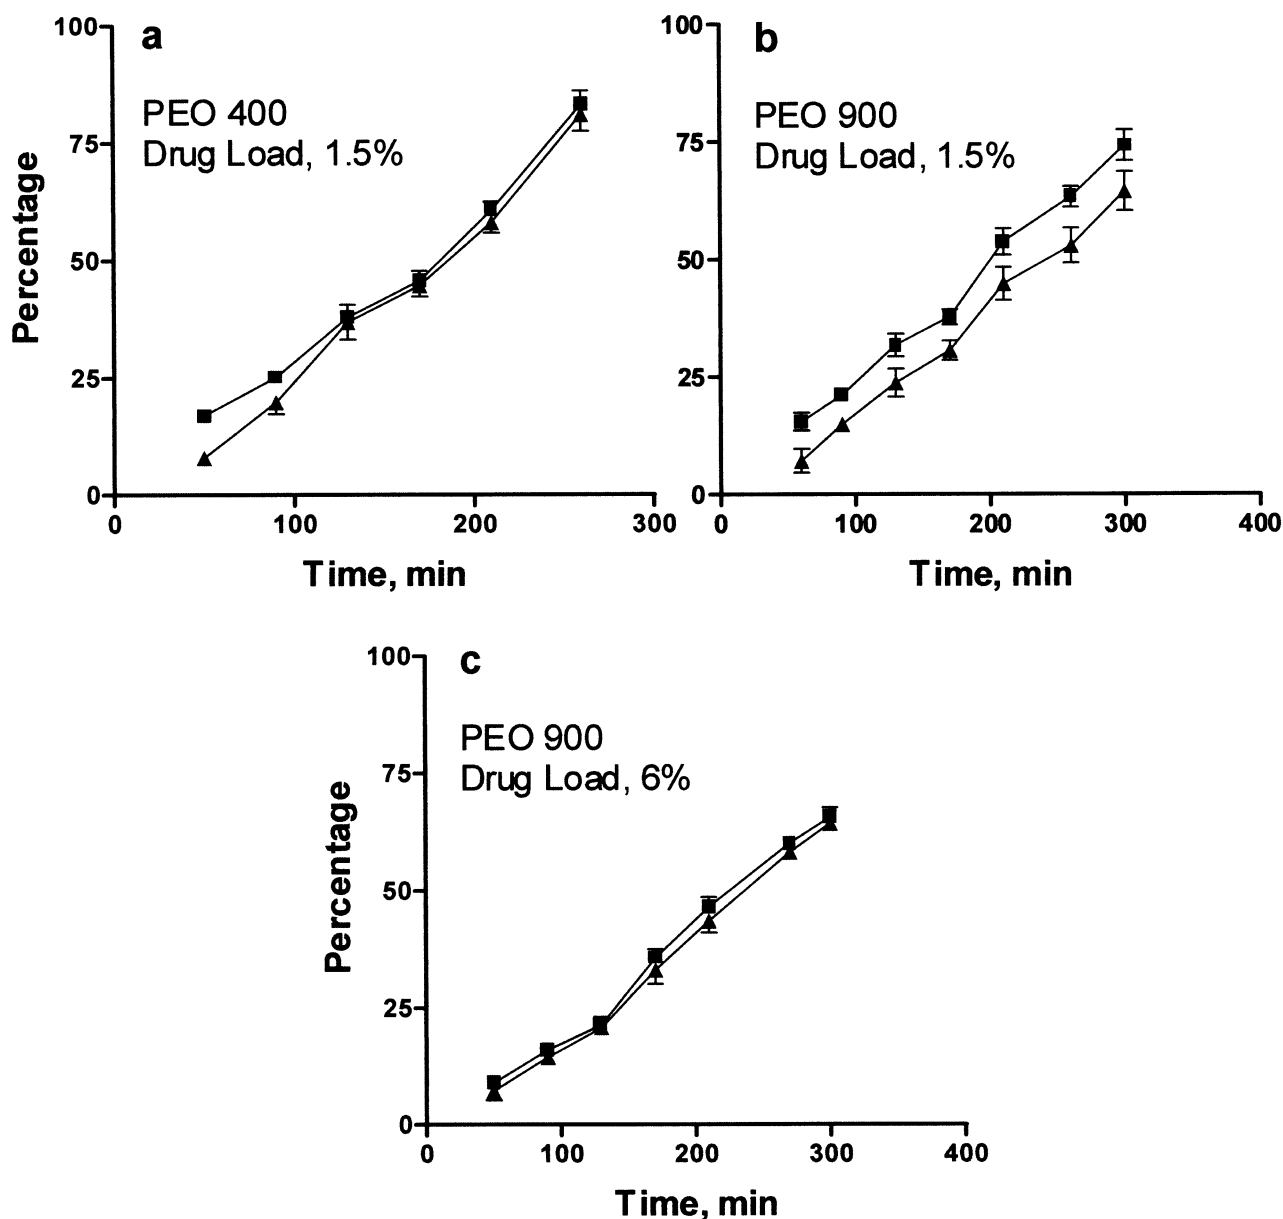 a
PEO 400
Drug Load, 1.5%
Percentage
100
75
50
25
0
0 100 200 300
Time, min
b
PEO 900
Drug Load, 1.5%
100
75
50
25
0
0 100 200 300 400
Time, min
c
PEO 900
Drug Load, 6%
Percentage
100
75
50
25
0
0 100 200 300 400
Time, min